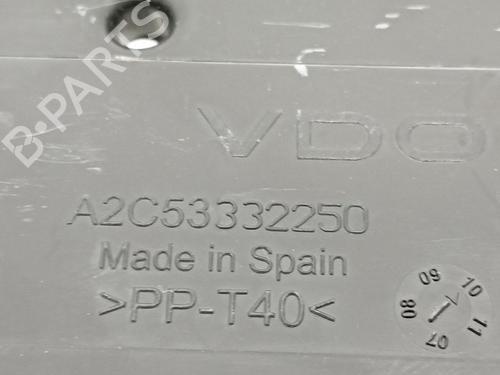 B-PARTS
VDO
A2C53332250
Made in Spain
>PP-T40<
09 10 11 07 08